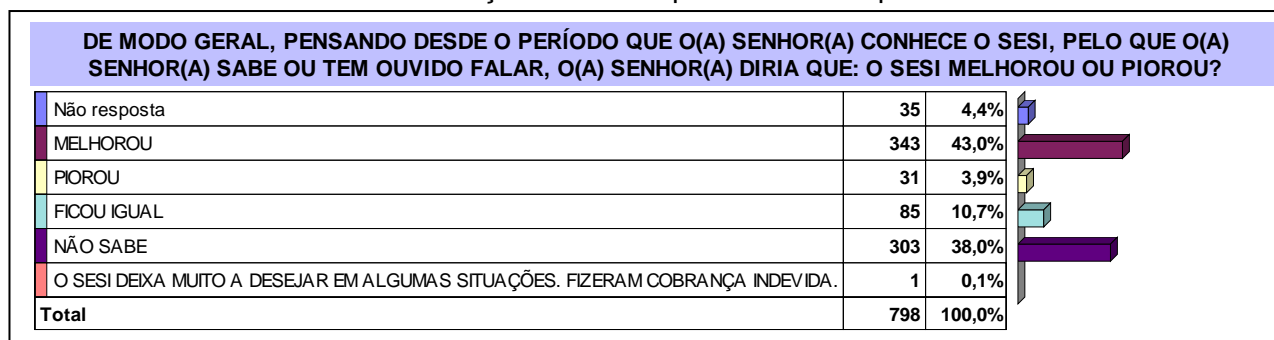 DE MODO GERAL, PENSANDO DESDE O PERÍODO QUE O(A) SENHOR(A) CONHECE O SESI, PELO QUE O(A)
SENHOR(A) SABE OU TEM OUVIDO FALAR, O(A) SENHOR(A) DIRIA QUE: O SESI MELHOROU OU PIOROU?
Não resposta 35 4,4%
MELHOROU 343 43,0%
PIOROU 31 3,9%
FICOU IGUAL 85 10,7%
NÃO SABE 303 38,0%
O SESI DEIXA MUITO A DESEJAR EM ALGUMAS SITUAÇÕES. FIZERAM COBRANÇA INDEVIDA. 1 0,1%
Total 798 100,0%